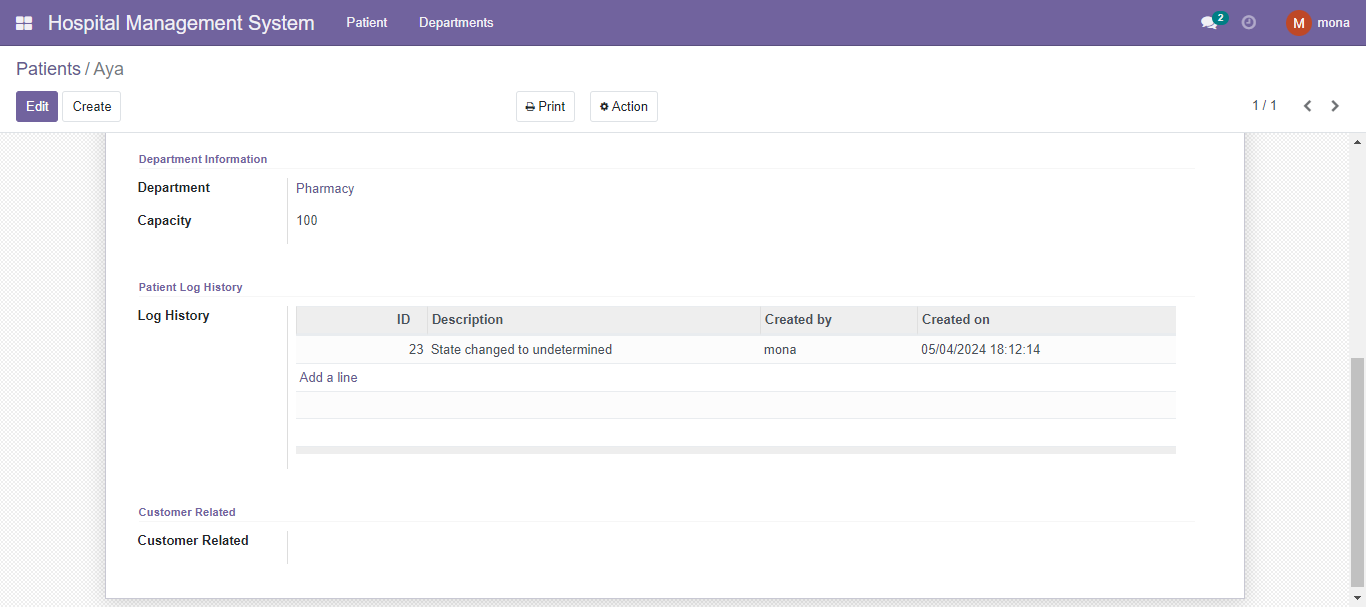 Hospital Management System Patient Departments 2 M mona
Patients / Aya
Edit Create Print Action 1 / 1
Department Information
Department Pharmacy
Capacity 100
Patient Log History
Log History ID Description Created by Created on
23 State changed to undetermined mona 05/04/2024 18:12:14
Add a line
Customer Related
Customer Related